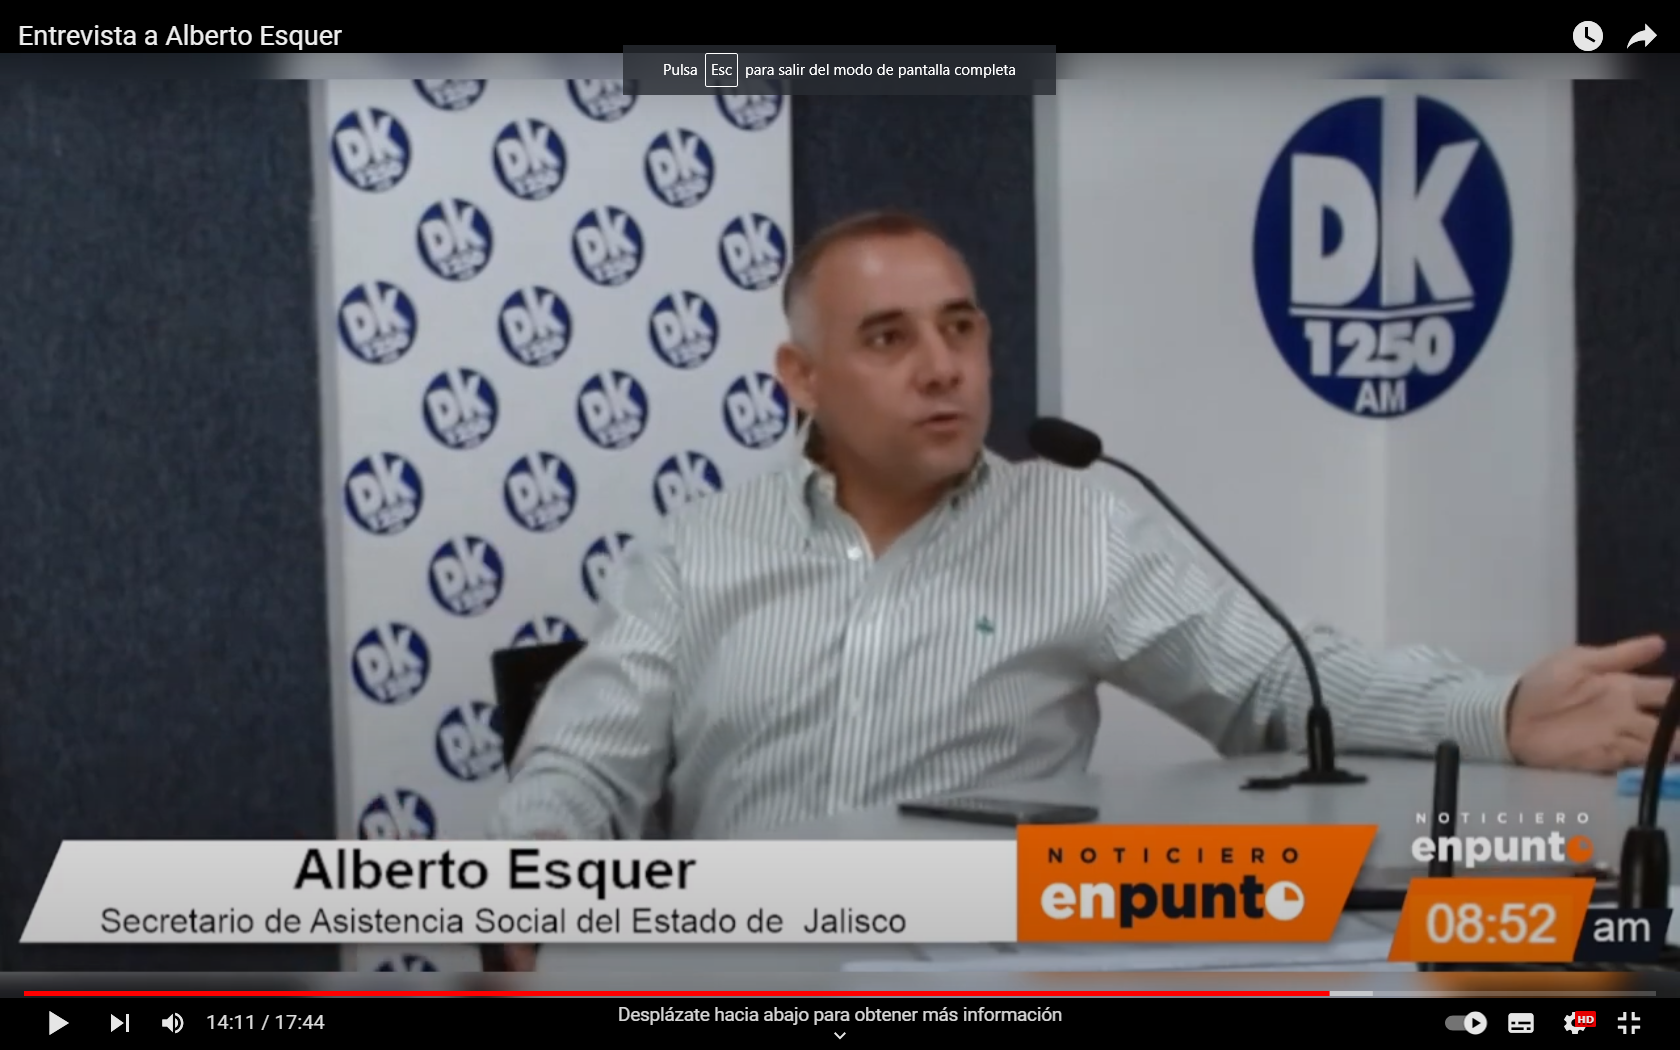 Entrevista a Alberto Esquer
Pulsa Esc para salir del modo de pantalla completa
DK
1250
AM
DK
1250
NOTICIERO
enpunto
Alberto Esquer
Secretario de Asistencia Social del Estado de Jalisco
NOTICIERO
enpunto
08:52 am
14:11 / 17:44
Desplázate hacia abajo para obtener más información
HD